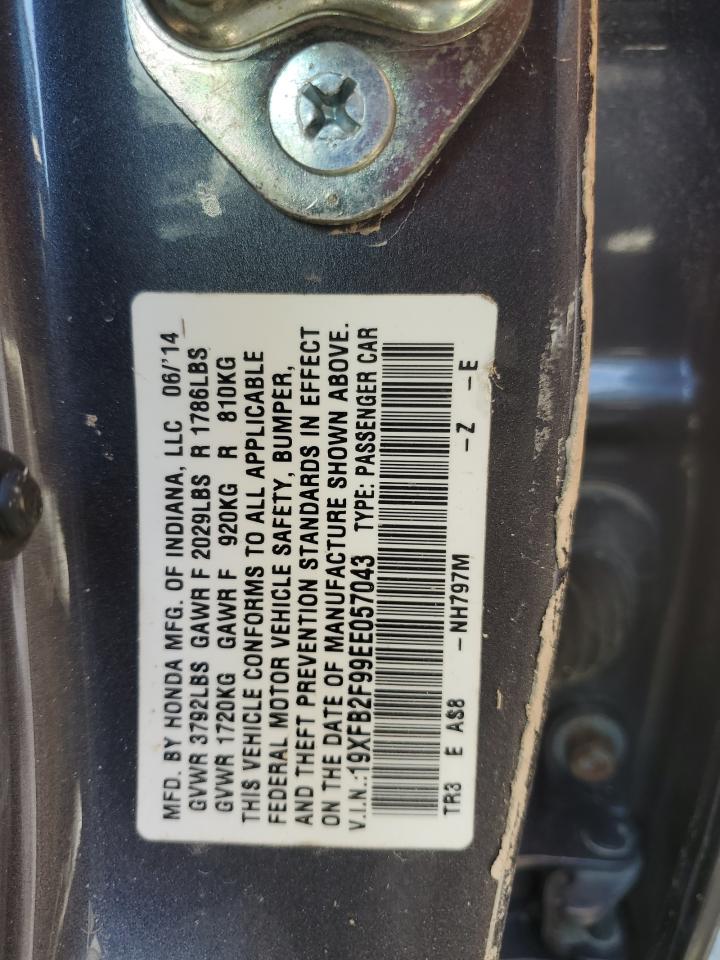 MFD. BY HONDA MFG. OF INDIANA, LLC 06/'14
GVWR 3792LBS GAWR F 2029LBS R 1786LBS
GVWR 1720KG GAWR F 920KG R 810KG
THIS VEHICLE CONFORMS TO ALL APPLICABLE
FEDERAL MOTOR VEHICLE SAFETY, BUMPER,
AND THEFT PREVENTION STANDARDS IN EFFECT
ON THE DATE OF MANUFACTURE SHOWN ABOVE.
V.I.N.:19XFB2F99EE057043 TYPE: PASSENGER CAR
TR3 E AS8 -NH797M -Z -E